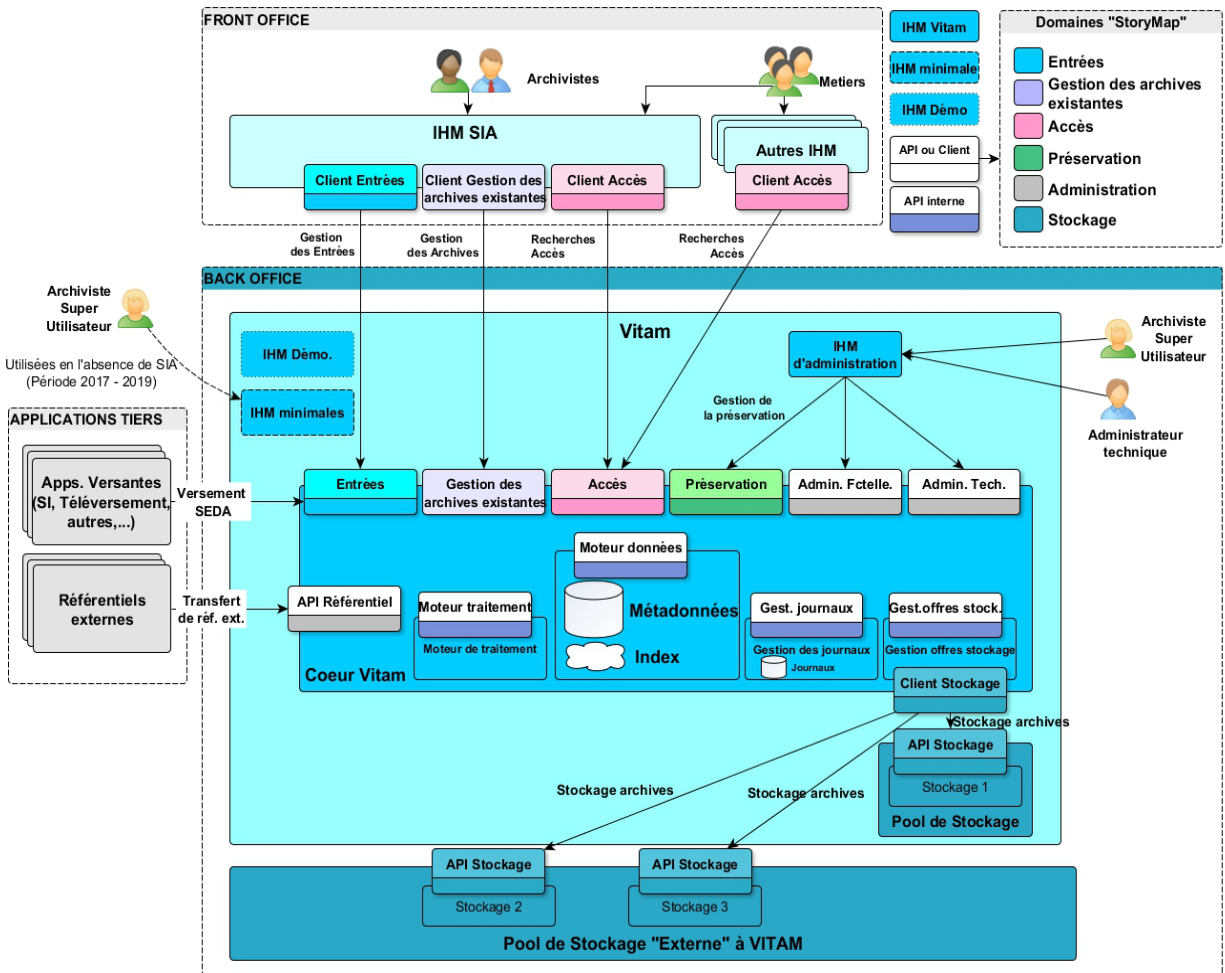 FRONT OFFICE
Archivistes
Metiers
IHM SIA
Client Entrées
Client Gestion des
archives existantes
Client Accès
Autres IHM
Client Accès
IHM Vitam
IHM minimale
IHM Démo
API ou Client
API interne
Domaines "StoryMap"
Entrées
Gestion des archives
existantes
Accès
Préservation
Administration
Stockage
Gestion
des Entrées
Gestion
des Archives
Recherches
Accès
Recherches
Accès
BACK OFFICE
Archiviste
Super
Utilisateur
Utilisées en l'absence de SIA
(Période 2017 - 2019)
Vitam
IHM Démo.
IHM minimales
IHM
d'administration
Archiviste
Super
Utilisateur
Administrateur
technique
Gestion de
la préservation
APPLICATIONS TIERS
Apps. Versantes
(SI, Téléversement,
autres,...)
Versement
SEDA
Référentiels
externes
Transfert
de réf. ext.
Entrées
Gestion des
archives existantes
Accès
Préservation
Admin. Fctelle.
Admin. Tech.
API Référentiel
Moteur traitement
Moteur de traitement
Moteur données
Métadonnées
Index
Gest. journaux
Gestion des journaux
Journaux
Gest.offres stock.
Gestion offres stockage
Coeur Vitam
Client Stockage
Stockage archives
API Stockage
Stockage 1
Pool de Stockage
Stockage archives
Stockage archives
API Stockage
Stockage 2
API Stockage
Stockage 3
Pool de Stockage "Externe" à VITAM